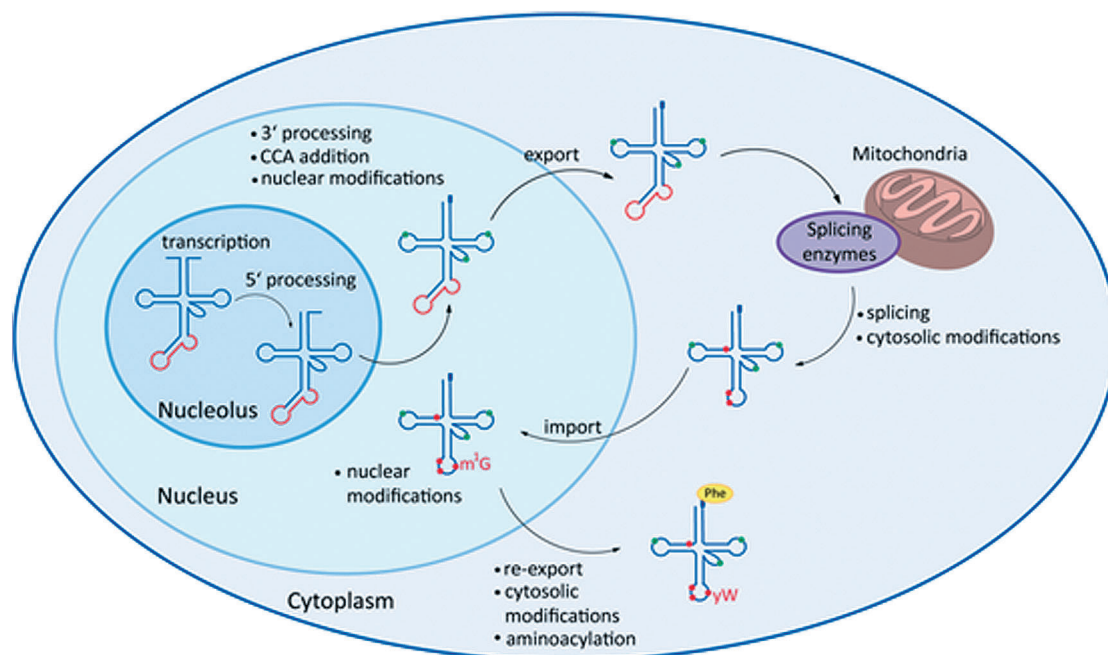 • 3‘ processing
• CCA addition
• nuclear modifications
export
Mitochondria
Splicing
enzymes
transcription
5‘ processing
• splicing
• cytosolic modifications
Nucleolus
import
m¹G
• nuclear
modifications
Nucleus
Phe
yW
• re-export
• cytosolic
modifications
• aminoacylation
Cytoplasm